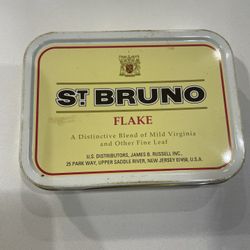 ST. BRUNO
FLAKE
A Distinctive Blend of Mild Virginia
and Other Fine Leaf
U.S. DISTRIBUTORS, JAMES B. RUSSELL INC.,
25 PARK WAY, UPPER SADDLE RIVER, NEW JERSEY 07458, U.S.A.